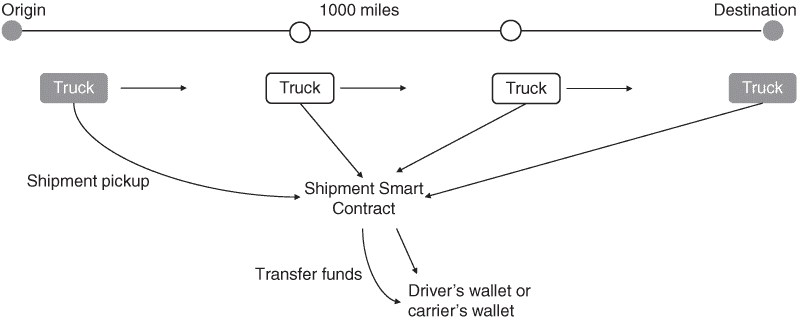 Origin
1000 miles
Destination
Truck
Truck
Truck
Truck
Shipment pickup
Shipment Smart
Contract
Transfer funds
Driver's wallet or
carrier's wallet